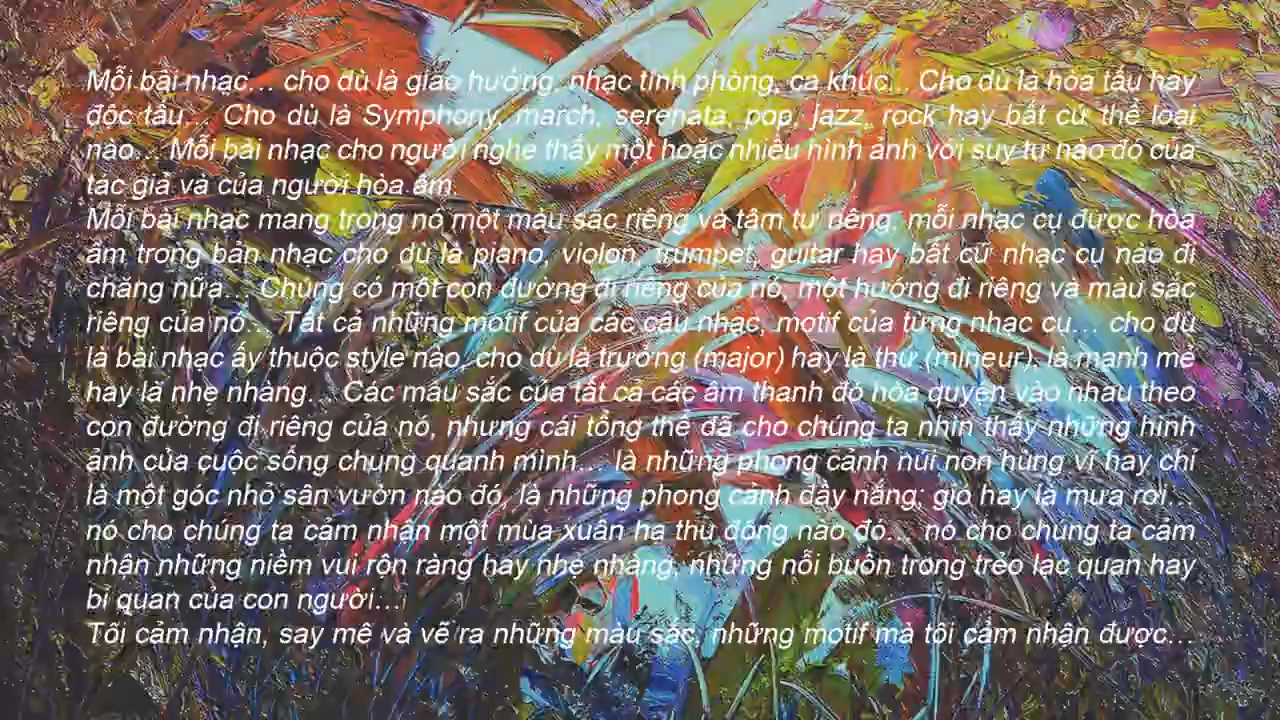 Mỗi bài nhạc… cho dù là giao hưởng, nhạc tính phòng, ca khúc... Cho dù là hòa tấu hay
độc tấu… Cho dù là Symphony, march, serenata, pop, jazz, rock hay bất cứ thể loại
nào… Mỗi bài nhạc cho người nghe thấy một hoặc nhiều hình ảnh với suy tư nào đó của
tác giả và của người hòa âm.
Mỗi bài nhạc mang trong nó một màu sắc riêng và tâm tư riêng, mỗi nhạc cụ được hòa
âm trong bản nhạc cho dù là piano, violon, trumpet, guitar hay bất cứ nhạc cụ nào đi
chăng nữa… Chúng có một con đường đi riêng của nó, một hướng đi riêng và màu sắc
riêng của nó… Tất cả những motif của các câu nhạc, motif của từng nhạc cụ… cho dù
là bài nhạc ấy thuộc style nào, cho dù là trưởng (major) hay là thứ (mineur), là mạnh mẽ
hay là nhẹ nhàng… Các màu sắc của tất cả các âm thanh đó hòa quyện vào nhau theo
con đường đi riêng của nó, nhưng cái tổng thể đã cho chúng ta nhìn thấy những hình
ảnh của cuộc sống chung quanh mình… là những phong cảnh núi non hùng vĩ hay chỉ
là một góc nhỏ sân vườn nào đó, là những phong cảnh đầy nắng; gió hay là mưa rơi…
nó cho chúng ta cảm nhận một mùa xuân hạ thu đông nào đó… nó cho chúng ta cảm
nhận những niềm vui rộn ràng hay nhẹ nhàng, những nỗi buồn trong trẻo lạc quan hay
bi quan của con người…
Tôi cảm nhận, say mê và vẽ ra những màu sắc, những motif mà tôi cảm nhận được…